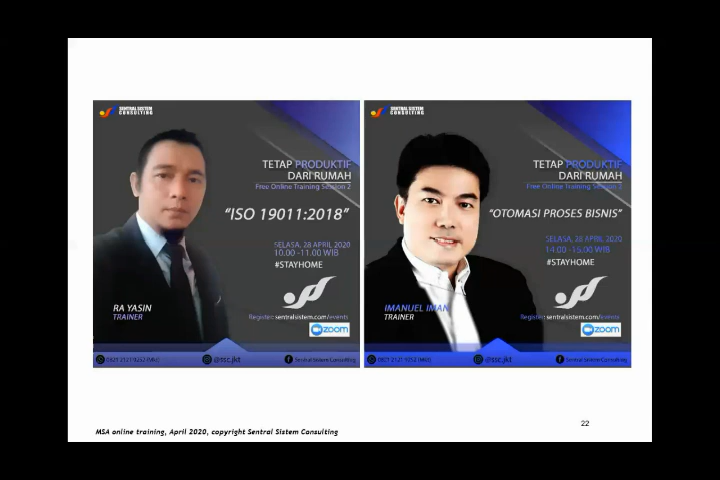 SENTRAL SISTEM
CONSULTING
TETAP PRODUKTIF
DARI RUMAH
Free Online Training Session 2
"ISO 19011:2018"
SELASA, 28 APRIL 2020
10.00 -11.00 WIB
#STAYHOME
RA YASIN
TRAINER
Register: sentralsistem.com/events
zoom
@ssc.jkt
Sentral Sistem Consulting
SENTRAL SISTEM
CONSULTING
TETAP PRODUKTIF
DARI RUMAH
Free Online Training Session 2
"OTOMASI PROSES BISNIS"
SELASA, 28 APRIL 2020
14.00 -15.00 WIB
#STAYHOME
IMANUEL IMAN
TRAINER
Register: sentralsistem.com/events
zoom
@ssc.jkt
Sentral Sistem Consulting
22
MSA online training, April 2020, copyright Sentral Sistem Consulting